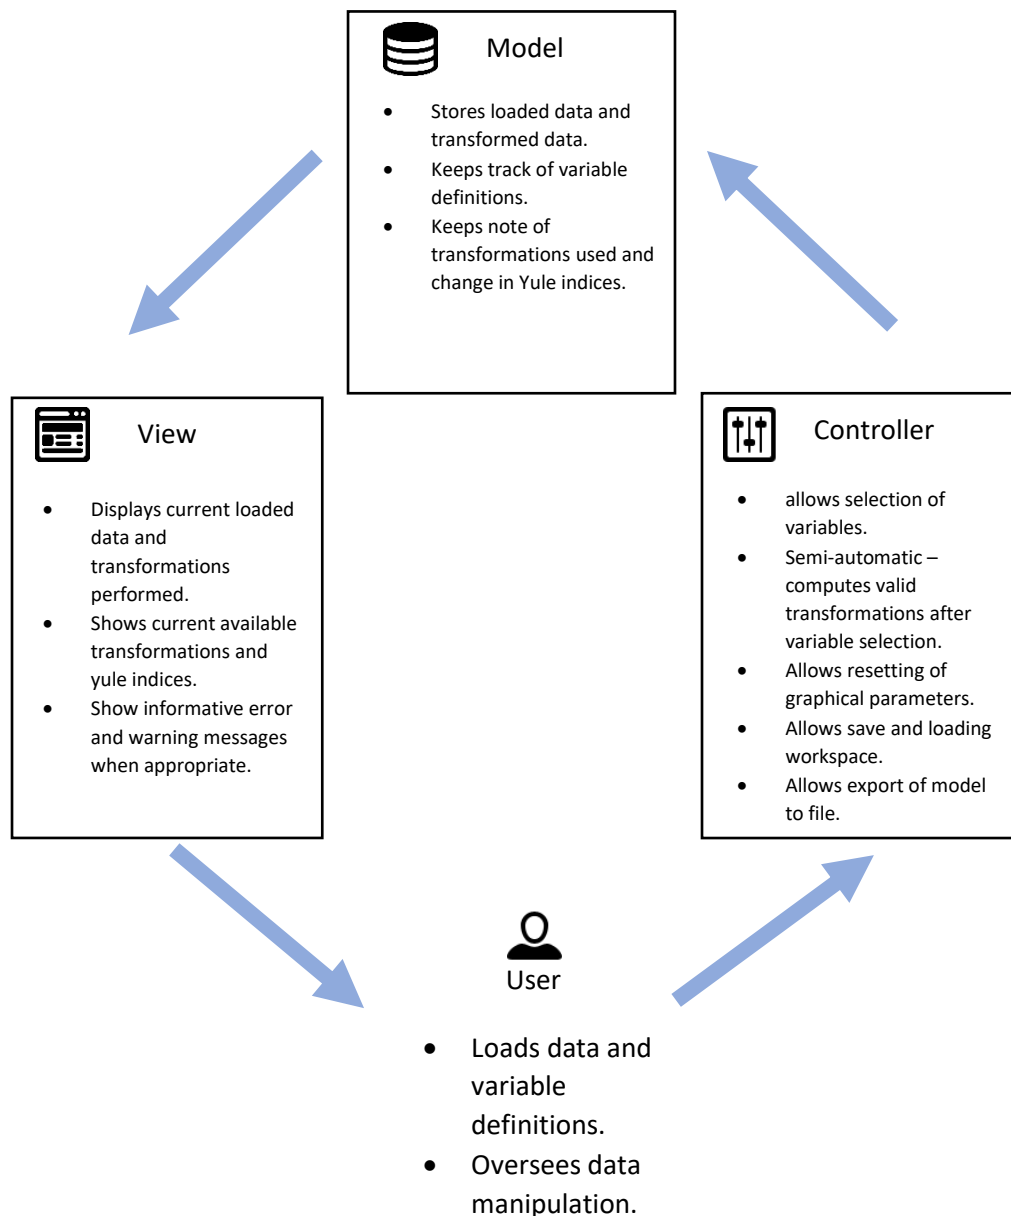 Model
• Stores loaded data and
transformed data.
• Keeps track of variable
definitions.
• Keeps note of
transformations used and
change in Yule indices.
View
• Displays current loaded
data and
transformations
performed.
• Shows current available
transformations and
yule indices.
• Show informative error
and warning messages
when appropriate.
Controller
• allows selection of
variables.
• Semi-automatic –
computes valid
transformations after
variable selection.
• Allows resetting of
graphical parameters.
• Allows save and loading
workspace.
• Allows export of model
to file.
User
• Loads data and
variable
definitions.
• Oversees data
manipulation.